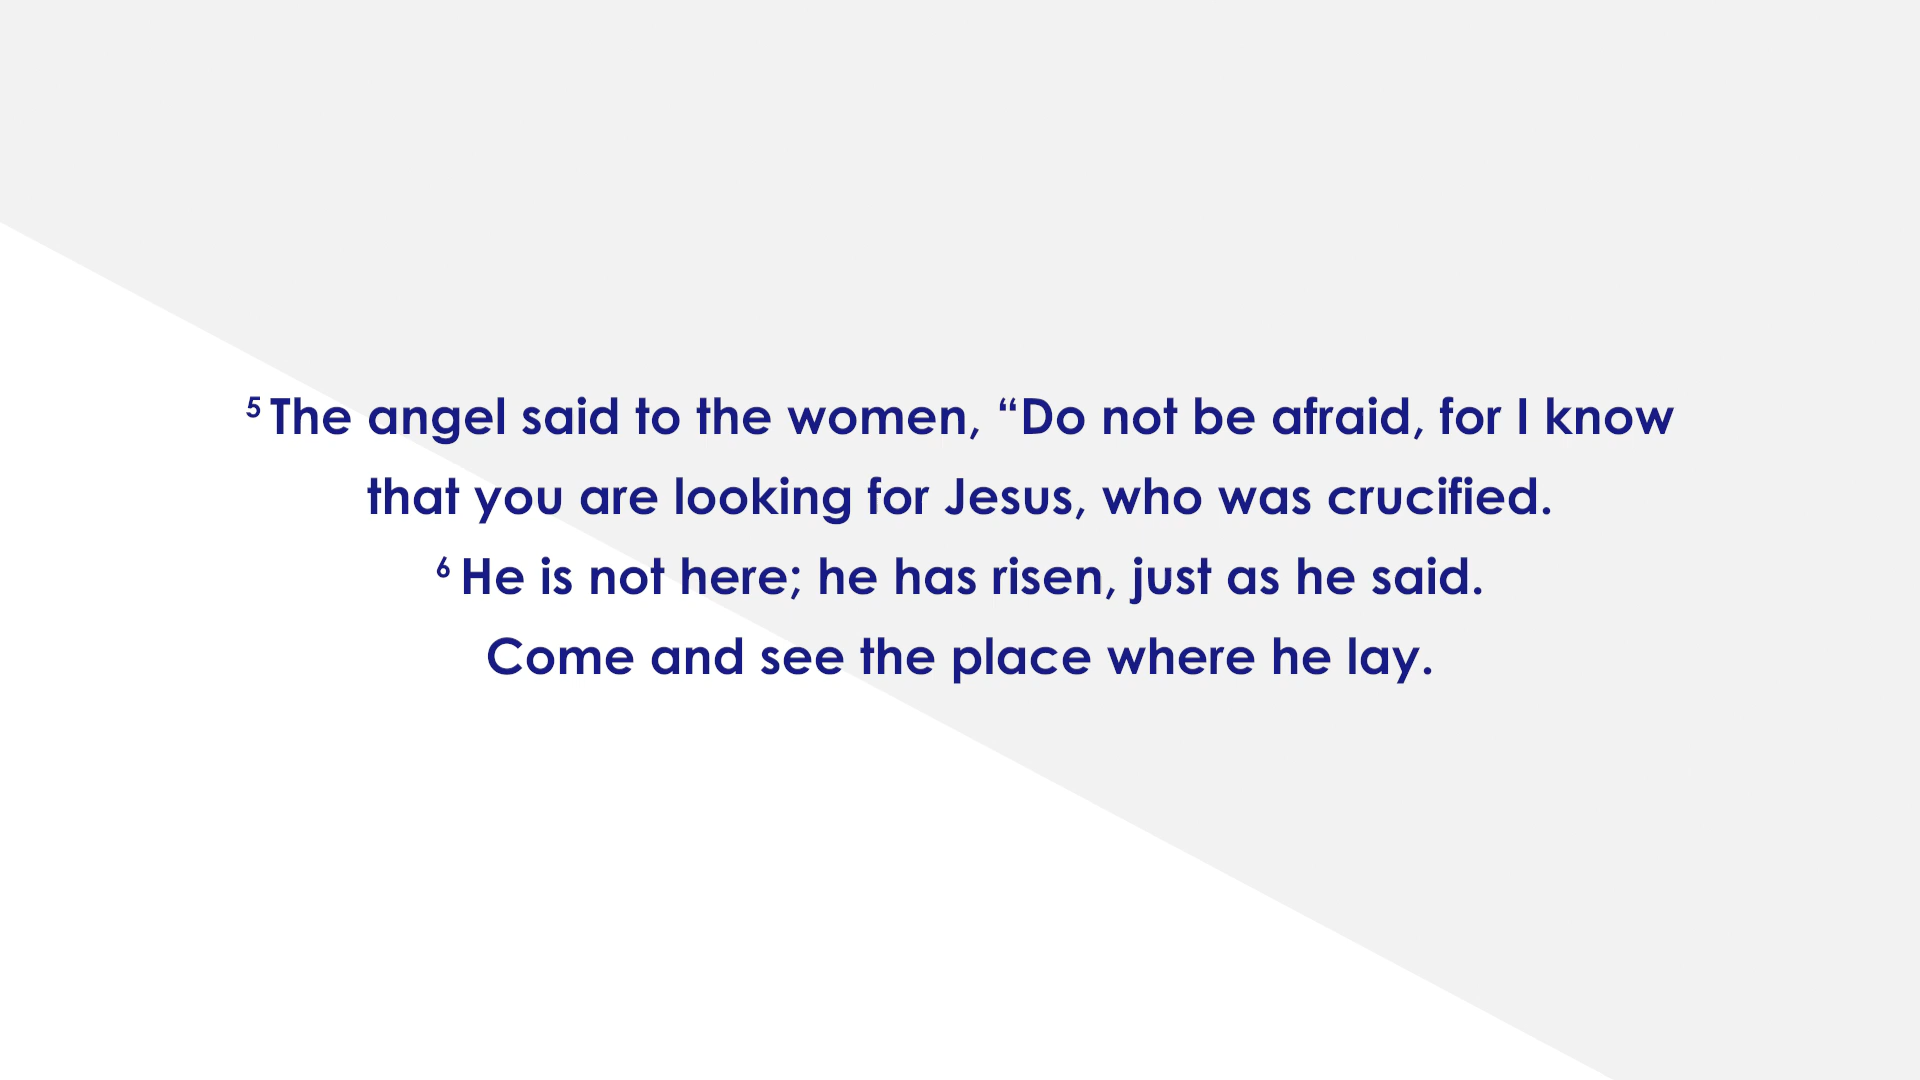 ⁵ The angel said to the women, “Do not be afraid, for I know
that you are looking for Jesus, who was crucified.
⁶ He is not here; he has risen, just as he said.
Come and see the place where he lay.